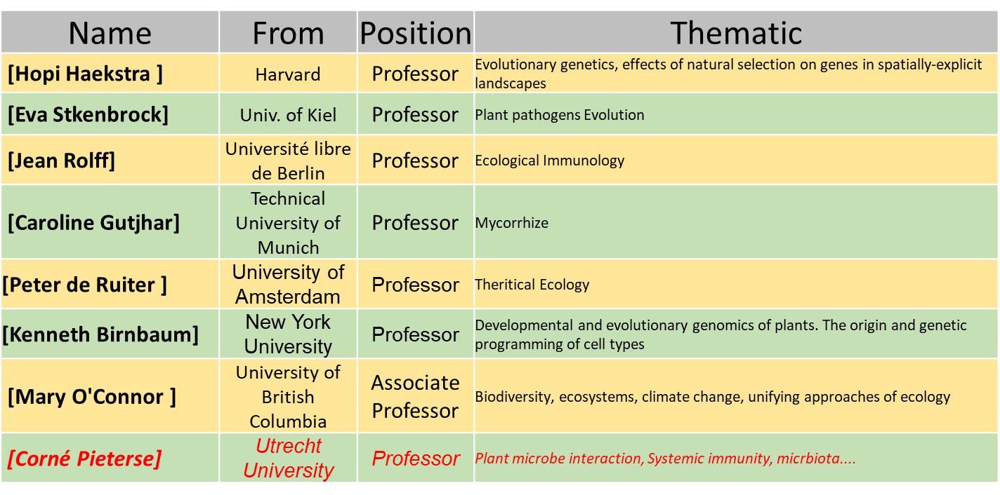 Name From Position Thematic
[Hopi Haekstra ] Harvard Professor Evolutionary genetics, effects of natural selection on genes in spatially-explicit
landscapes
[Eva Stkenbrock] Univ. of Kiel Professor Plant pathogens Evolution
[Jean Rolff] Université libre
de Berlin Professor Ecological Immunology
[Caroline Gutjhar] Technical
University of
Munich Professor Mycorrhize
[Peter de Ruiter ] University of
Amsterdam Professor Theritical Ecology
[Kenneth Birnbaum] New York
University Professor Developmental and evolutionary genomics of plants. The origin and genetic
programming of cell types
[Mary O'Connor ] University of
British
Columbia Associate
Professor Biodiversity, ecosystems, climate change, unifying approaches of ecology
[Corné Pieterse] Utrecht
University Professor Plant microbe interaction, Systemic immunity, micrbiota....